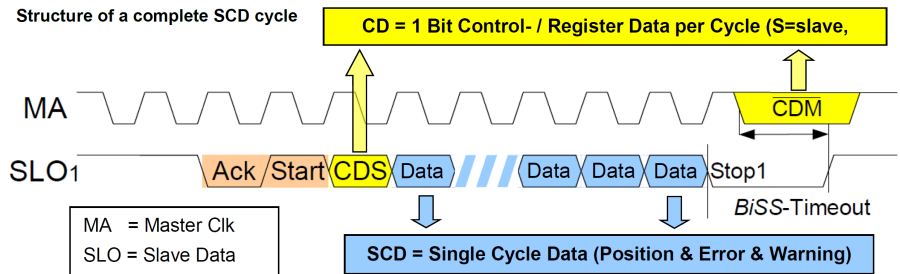 Structure of a complete SCD cycle
CD = 1 Bit Control- / Register Data per Cycle (S=slave,
MA
CDM
SLO1
Ack
Start
CDS
Data
Data
Data
Data
Stop1
BiSS-Timeout
MA = Master Clk
SLO = Slave Data
SCD = Single Cycle Data (Position & Error & Warning)